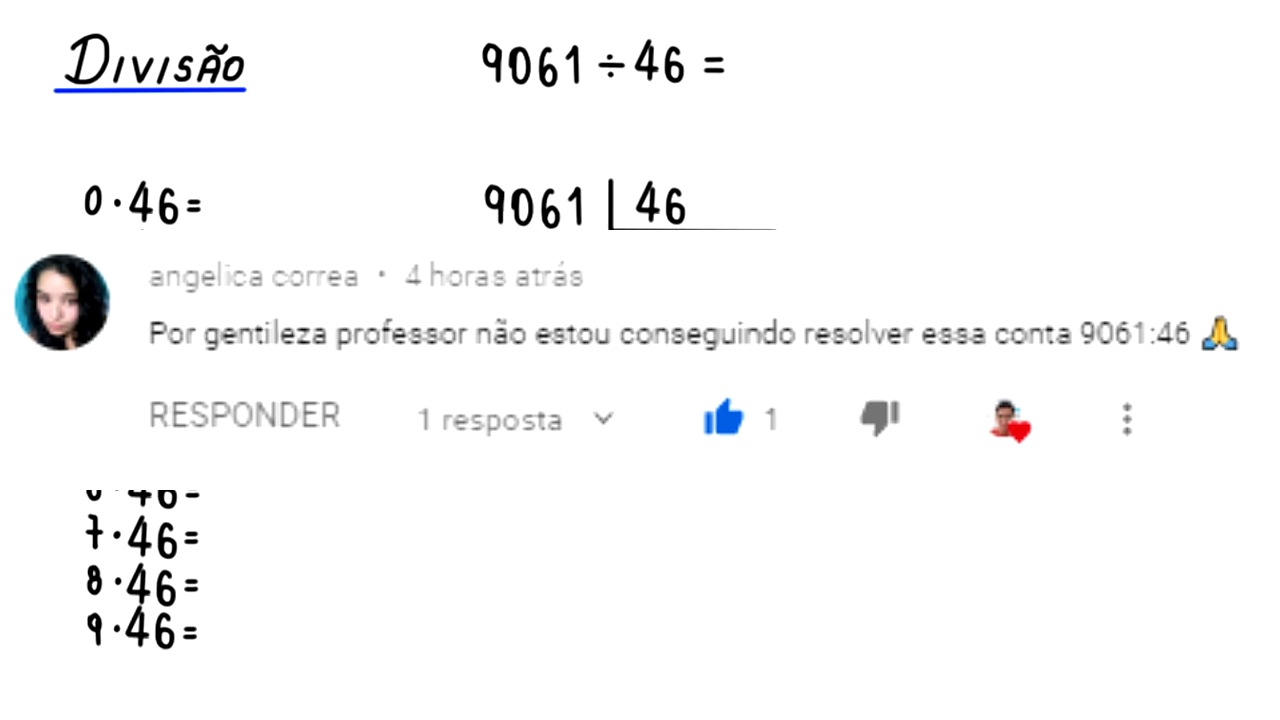 DIVISÃO
9061 ÷ 46 =
0·46=
9061 46
angelica correa • 4 horas atrás
Por gentileza professor não estou conseguindo resolver essa conta 9061:46 🙏
RESPONDER 1 resposta 1
7·46=
8·46=
9·46=